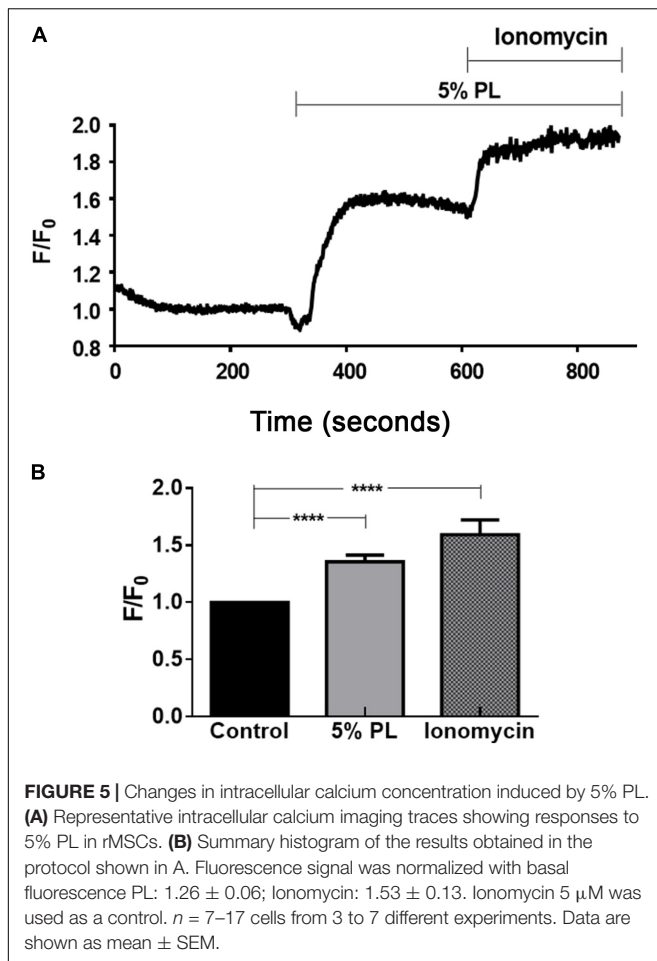 A
Ionomycin
5% PL
2.0
1.8
1.6
1.4
1.2
1.0
0.8
F/F0
0
200
400
600
800
Time (seconds)
B
****
****
2.0
1.5
1.0
0.5
0.0
F/F0
Control
5% PL
Ionomycin
FIGURE 5 | Changes in intracellular calcium concentration induced by 5% PL.
(A) Representative intracellular calcium imaging traces showing responses to
5% PL in rMSCs. (B) Summary histogram of the results obtained in the
protocol shown in A. Fluorescence signal was normalized with basal
fluorescence PL: 1.26 ± 0.06; Ionomycin: 1.53 ± 0.13. Ionomycin 5 μM was
used as a control. n = 7–17 cells from 3 to 7 different experiments. Data are
shown as mean ± SEM.